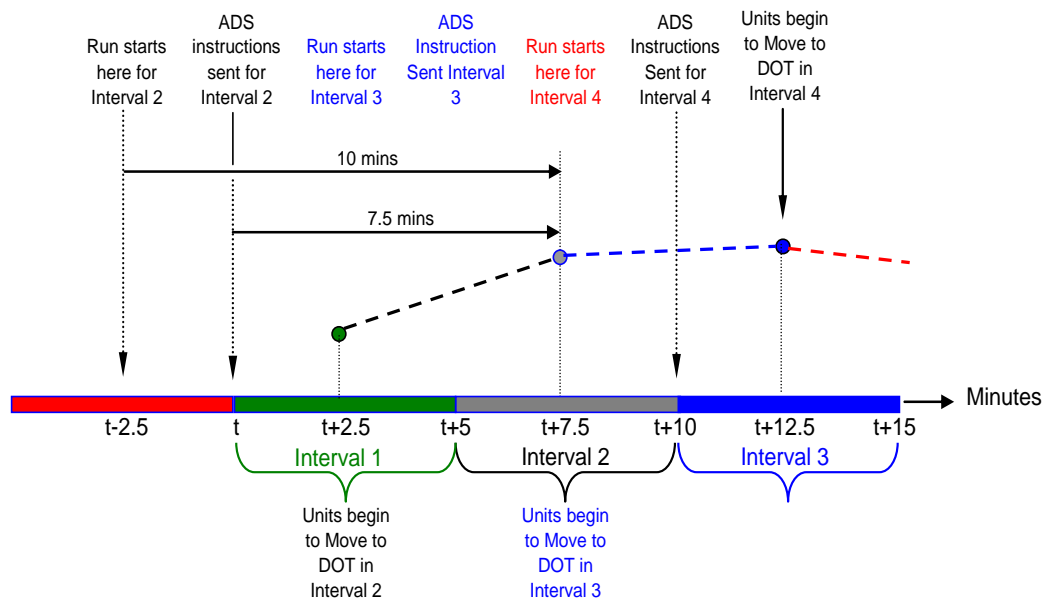 Run starts
here for
Interval 2
ADS
instructions
sent for
Interval 2
Run starts
here for
Interval 3
ADS
Instruction
Sent Interval
3
Run starts
here for
Interval 4
ADS
Instructions
Sent for
Interval 4
Units begin
to Move to
DOT in
Interval 4
10 mins
7.5 mins
Minutes
t-2.5
t
t+2.5
t+5
t+7.5
t+10
t+12.5
t+15
Interval 1
Interval 2
Interval 3
Units begin
to Move to
DOT in
Interval 2
Units begin
to Move to
DOT in
Interval 3